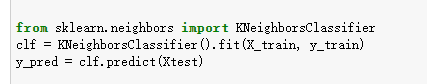 from sklearn.neighbors import KNeighborsClassifier
clf = KNeighborsClassifier().fit(X_train, y_train)
y_pred = clf.predict(Xtest)